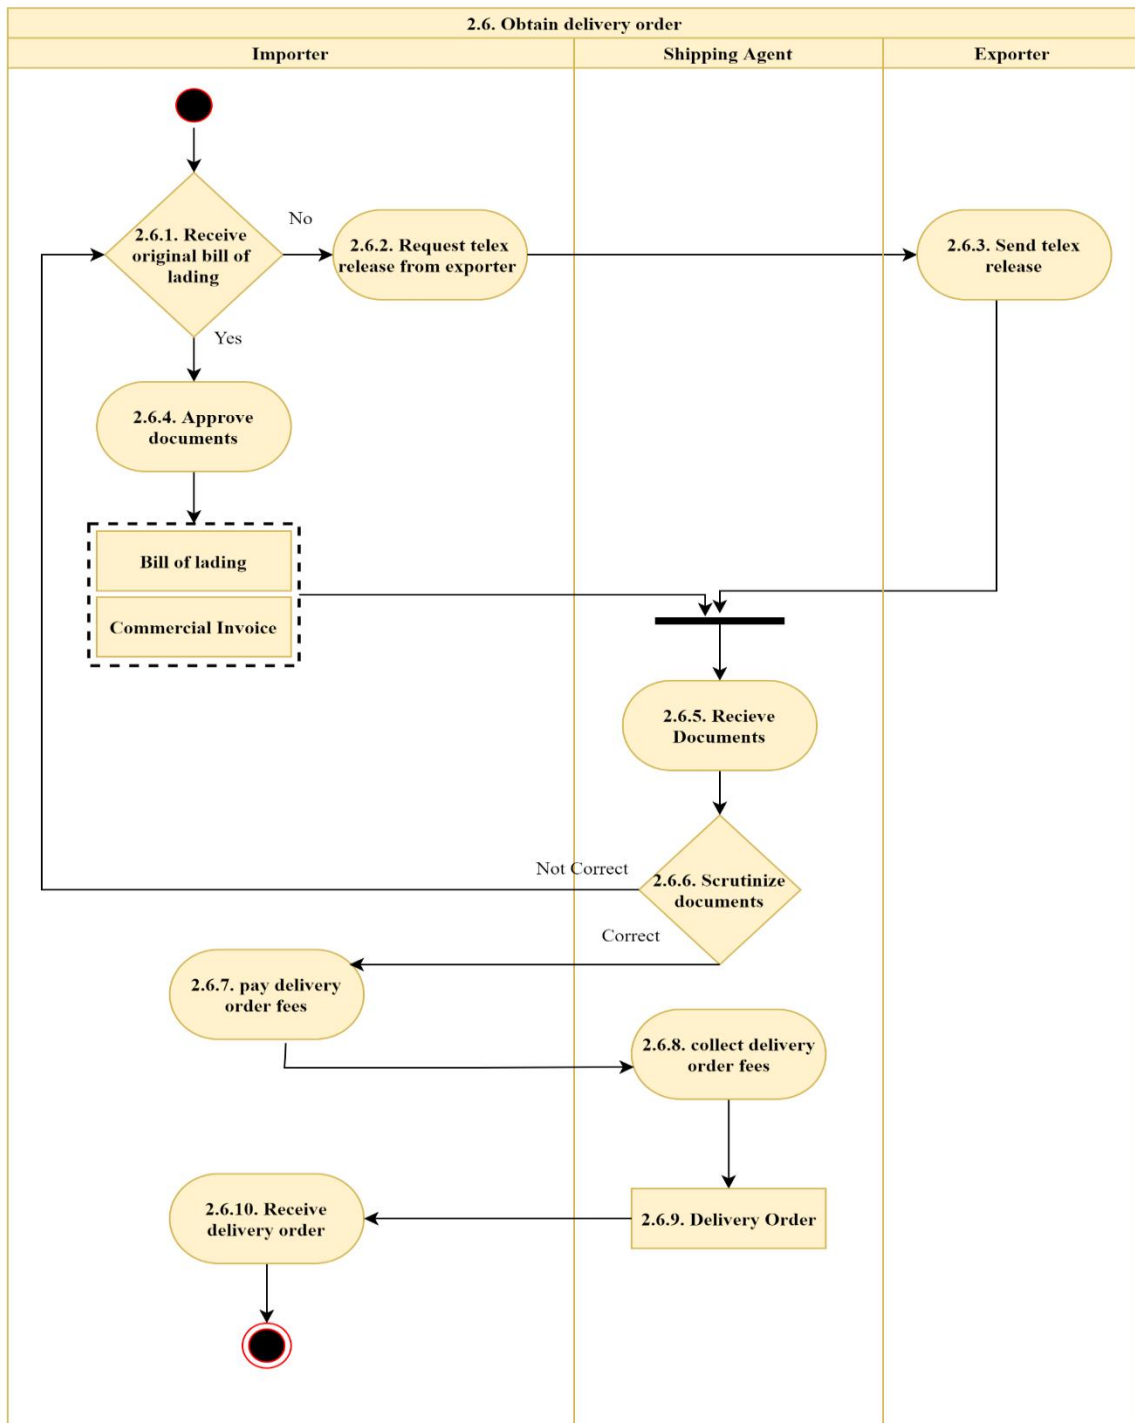 2.6. Obtain delivery order
Importer
Shipping Agent
Exporter
2.6.1. Receive
original bill of
lading
No
2.6.2. Request telex
release from exporter
2.6.3. Send telex
release
Yes
2.6.4. Approve
documents
Bill of lading
Commercial Invoice
2.6.5. Recieve
Documents
Not Correct
2.6.6. Scrutinize
documents
Correct
2.6.7. pay delivery
order fees
2.6.8. collect delivery
order fees
2.6.10. Receive
delivery order
2.6.9. Delivery Order